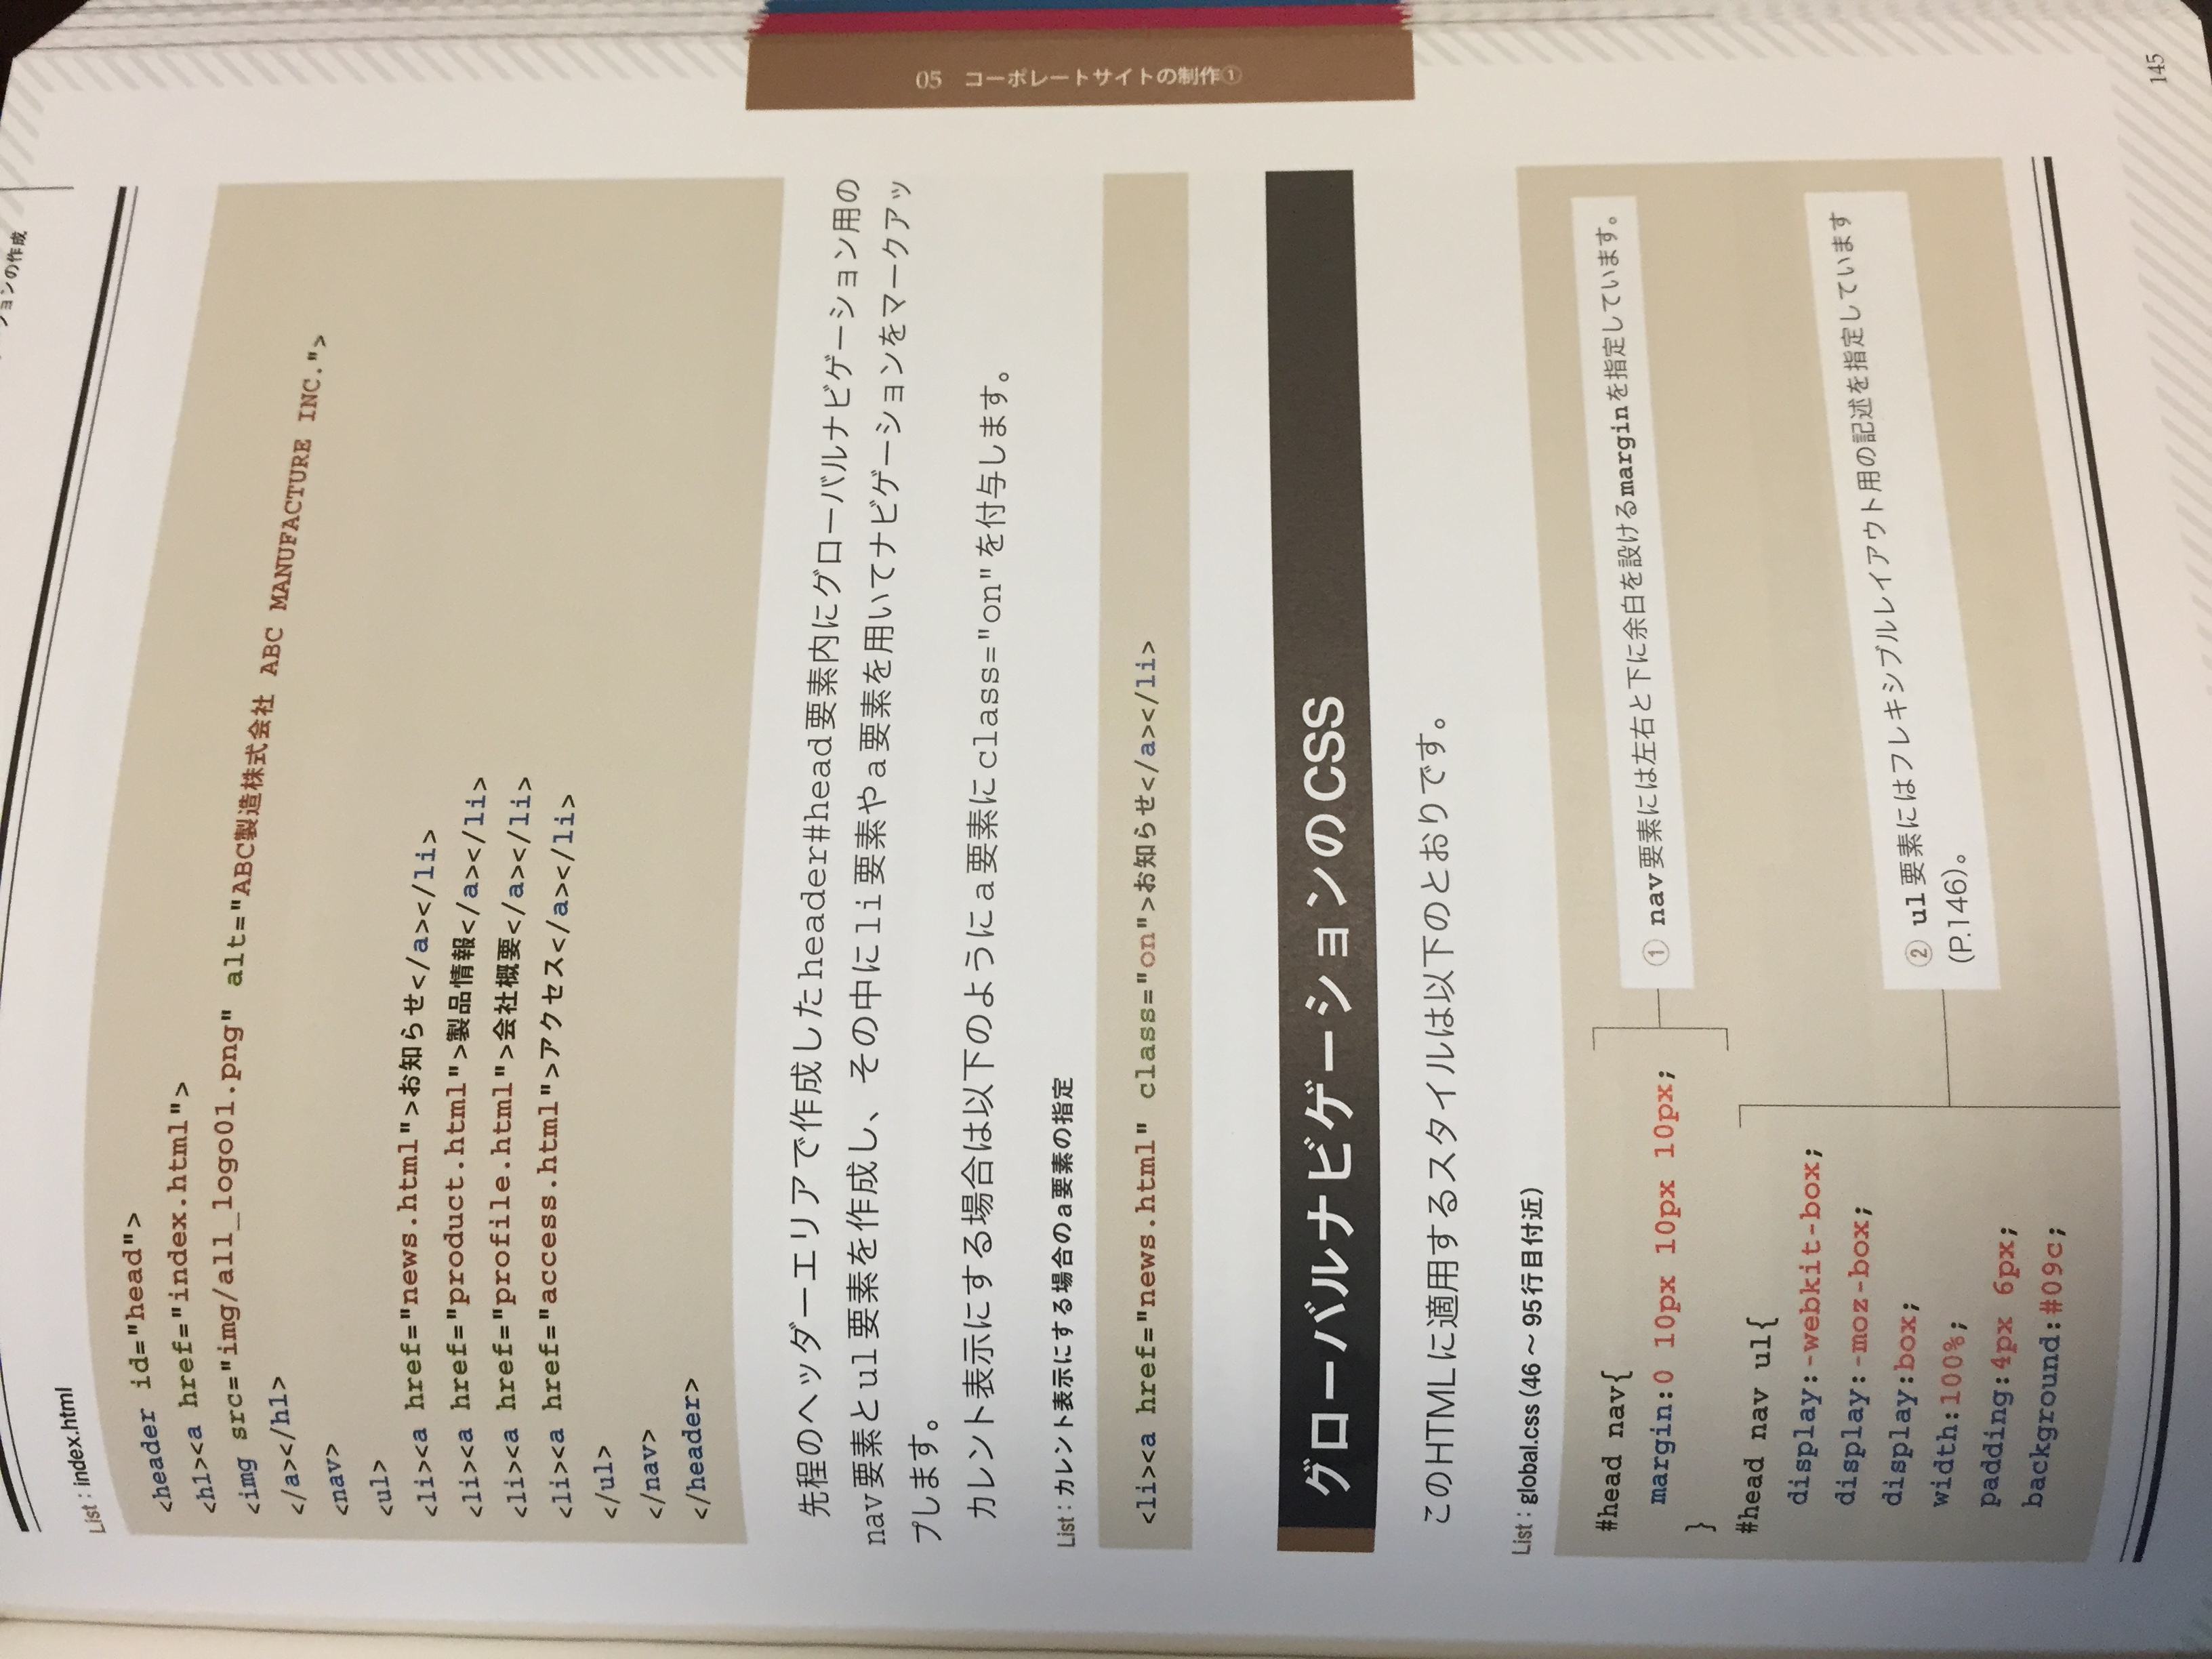 ションの作成
List：index.html
<header id="head">
<h1><a href="index.html">
<img src="img/all_logo01.png" alt="ABC製造株式会社 ABC MANUFACTURE INC.">
</a></h1>
<nav>
<ul>
<li><a href="news.html">お知らせ</a></li>
<li><a href="product.html">製品情報</a></li>
<li><a href="profile.html">会社概要</a></li>
<li><a href="access.html">アクセス</a></li>
</ul>
</nav>
</header>
先程のヘッダーエリアで作成したheader#head要素内にグローバルナビゲーション用の
nav要素とul要素を作成し、その中にli要素やa要素を用いてナビゲーションをマークアッ
プします。
カレント表示にする場合は以下のようにa要素にclass="on"を付与します。
List：カレント表示にする場合のa要素の指定
<li><a href="news.html" class="on">お知らせ</a></li>
05 コーポレートサイトの制作①
グローバルナビゲーションのCSS
このHTMLに適用するスタイルは以下のとおりです。
List：global.css（46 ～ 95行目付近）
#head nav{
margin:0 10px 10px 10px;
}
① nav要素には左右と下に余白を設けるmarginを指定しています。
#head nav ul{
display:-webkit-box;
display:-moz-box;
display:box;
width:100%;
padding:4px 6px;
background:#09c;
② ul要素にはフレキシブルレイアウト用の記述を指定しています
（P.146）。
145